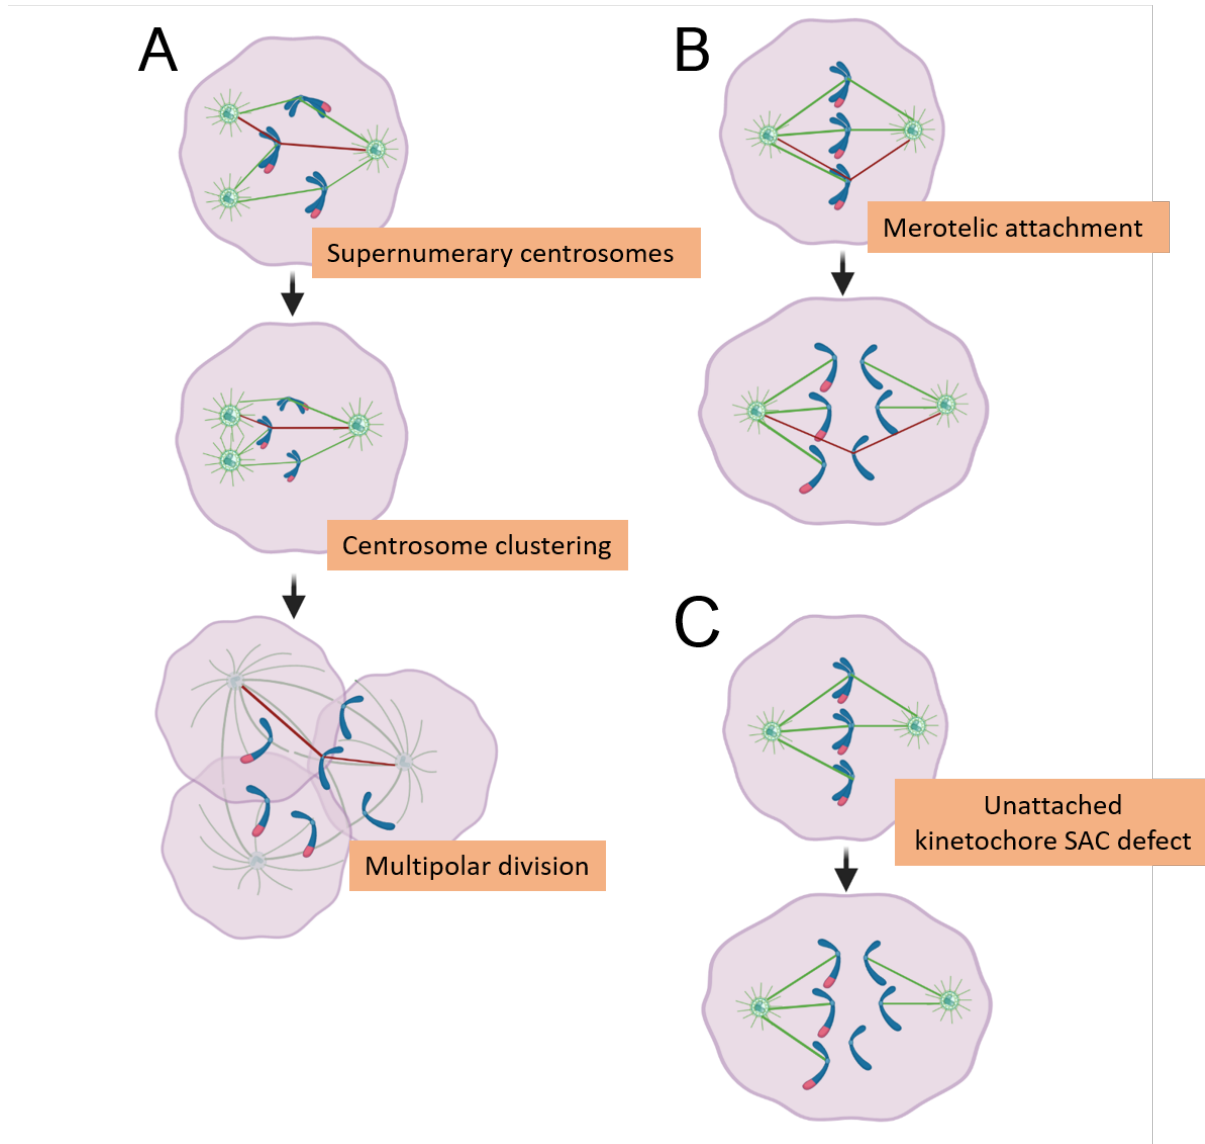 A
Supernumerary centrosomes
Centrosome clustering
Multipolar division
B
Merotelic attachment
C
Unattached
kinetochore SAC defect